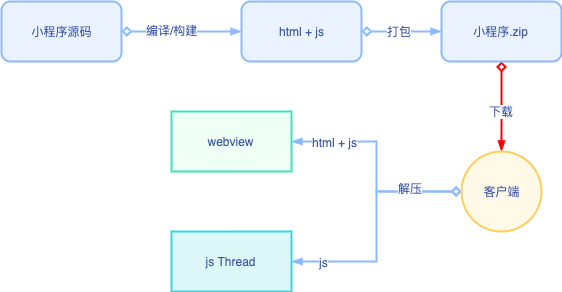 小程序源码
编译/构建
html + js
打包
小程序.zip
下载
webview
html + js
解压
客户端
js Thread
js